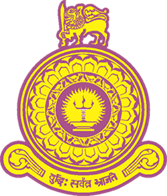 बुद्धिः सर्वत्र भ्राजते